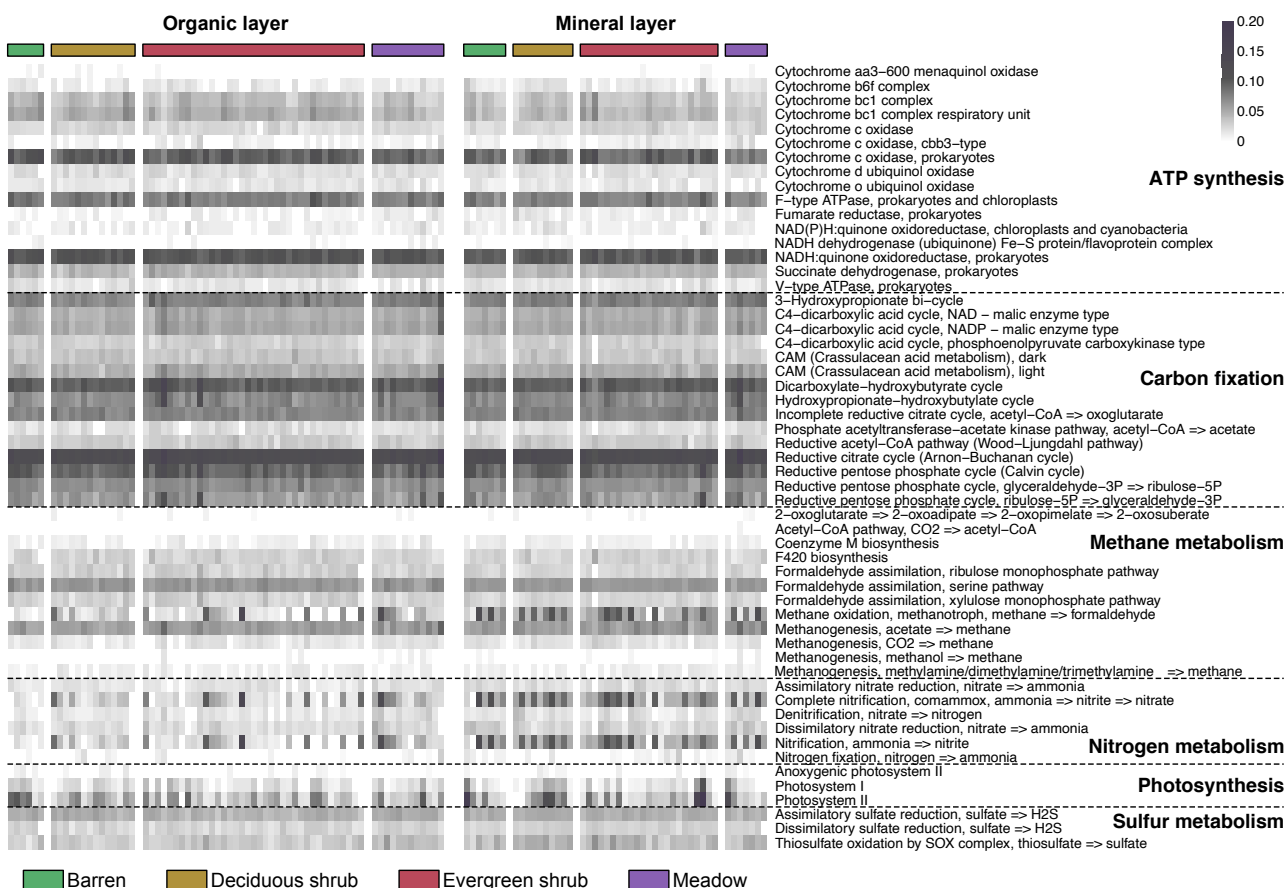 Organic layer
Mineral layer
0.20
0.15
0.10
0.05
0
Cytochrome aa3−600 menaquinol oxidase
Cytochrome b6f complex
Cytochrome bc1 complex
Cytochrome bc1 complex respiratory unit
Cytochrome c oxidase
Cytochrome c oxidase, cbb3−type
Cytochrome c oxidase, prokaryotes
Cytochrome d ubiquinol oxidase
Cytochrome o ubiquinol oxidase
F−type ATPase, prokaryotes and chloroplasts
Fumarate reductase, prokaryotes
NAD(P)H:quinone oxidoreductase, chloroplasts and cyanobacteria
NADH dehydrogenase (ubiquinone) Fe−S protein/flavoprotein complex
NADH:quinone oxidoreductase, prokaryotes
Succinate dehydrogenase, prokaryotes
V−type ATPase, prokaryotes
ATP synthesis
3−Hydroxypropionate bi−cycle
C4−dicarboxylic acid cycle, NAD − malic enzyme type
C4−dicarboxylic acid cycle, NADP − malic enzyme type
C4−dicarboxylic acid cycle, phosphoenolpyruvate carboxykinase type
CAM (Crassulacean acid metabolism), dark
CAM (Crassulacean acid metabolism), light
Dicarboxylate−hydroxybutyrate cycle
Hydroxypropionate−hydroxybutylate cycle
Incomplete reductive citrate cycle, acetyl−CoA => oxoglutarate
Phosphate acetyltransferase−acetate kinase pathway, acetyl−CoA => acetate
Reductive acetyl−CoA pathway (Wood−Ljungdahl pathway)
Reductive citrate cycle (Arnon−Buchanan cycle)
Reductive pentose phosphate cycle (Calvin cycle)
Reductive pentose phosphate cycle, glyceraldehyde−3P => ribulose−5P
Reductive pentose phosphate cycle, ribulose−5P => glyceraldehyde−3P
Carbon fixation
2−oxoglutarate => 2−oxoadipate => 2−oxopimelate => 2−oxosuberate
Acetyl−CoA pathway, CO2 => acetyl−CoA
Coenzyme M biosynthesis
F420 biosynthesis
Formaldehyde assimilation, ribulose monophosphate pathway
Formaldehyde assimilation, serine pathway
Formaldehyde assimilation, xylulose monophosphate pathway
Methane oxidation, methanotroph, methane => formaldehyde
Methanogenesis, acetate => methane
Methanogenesis, CO2 => methane
Methanogenesis, methanol => methane
Methanogenesis, methylamine/dimethylamine/trimethylamine => methane
Methane metabolism
Assimilatory nitrate reduction, nitrate => ammonia
Complete nitrification, comammox, ammonia => nitrite => nitrate
Denitrification, nitrate => nitrogen
Dissimilatory nitrate reduction, nitrate => ammonia
Nitrification, ammonia => nitrite
Nitrogen fixation, nitrogen => ammonia
Nitrogen metabolism
Anoxygenic photosystem II
Photosystem I
Photosystem II
Photosynthesis
Assimilatory sulfate reduction, sulfate => H2S
Dissimilatory sulfate reduction, sulfate => H2S
Thiosulfate oxidation by SOX complex, thiosulfate => sulfate
Sulfur metabolism
Barren
Deciduous shrub
Evergreen shrub
Meadow